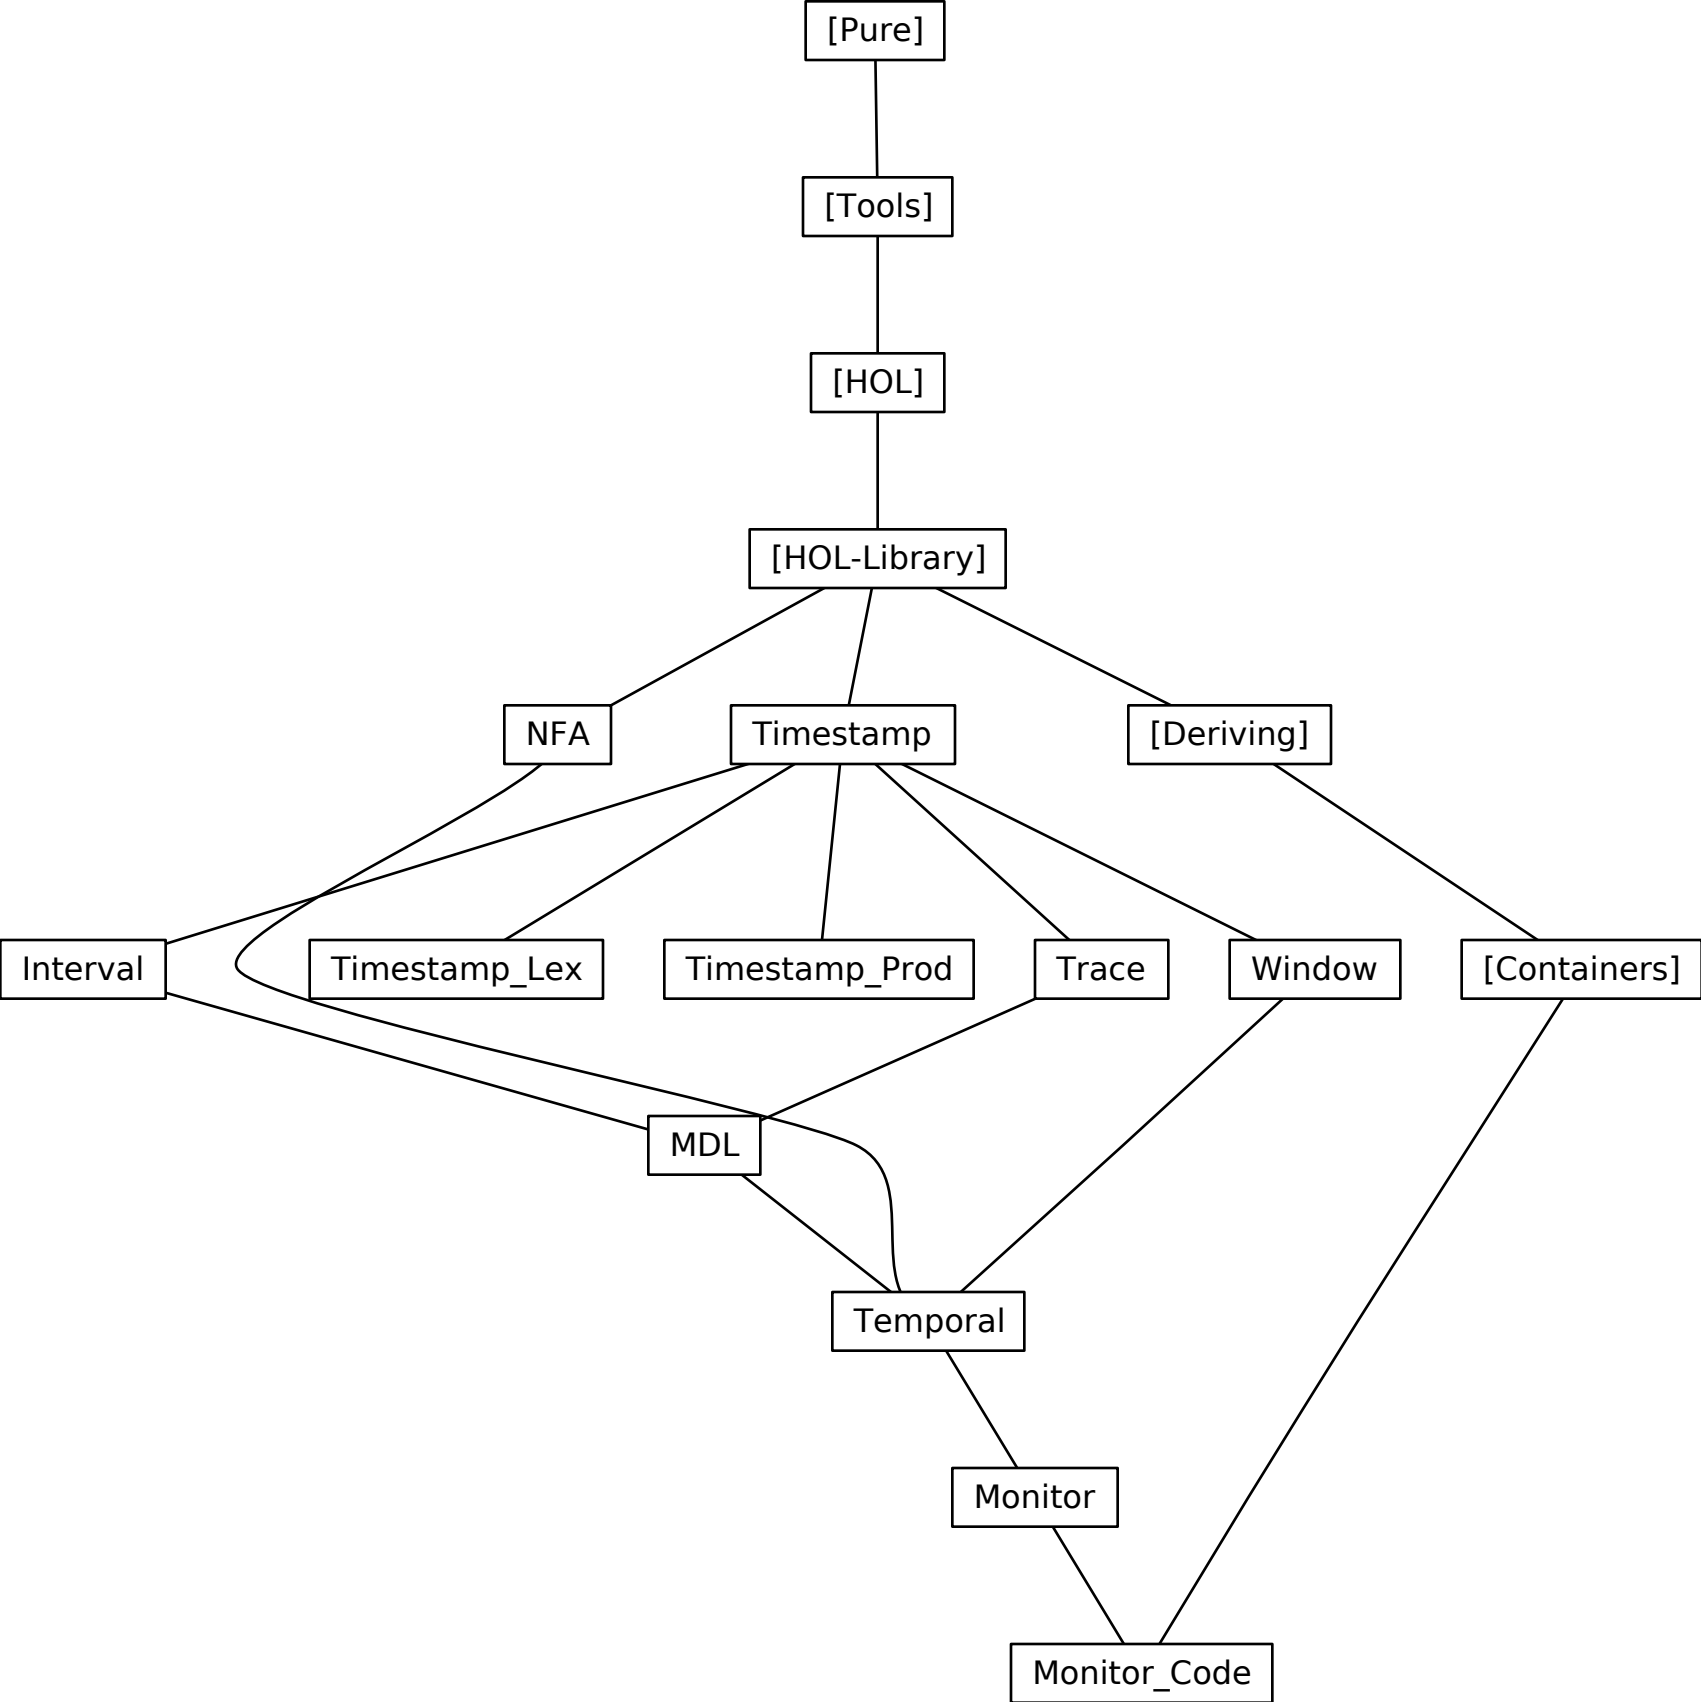 [Pure]
[Tools]
[HOL]
[HOL-Library]
NFA
Timestamp
[Deriving]
Interval
Timestamp_Lex
Timestamp_Prod
Trace
Window
[Containers]
MDL
Temporal
Monitor
Monitor_Code